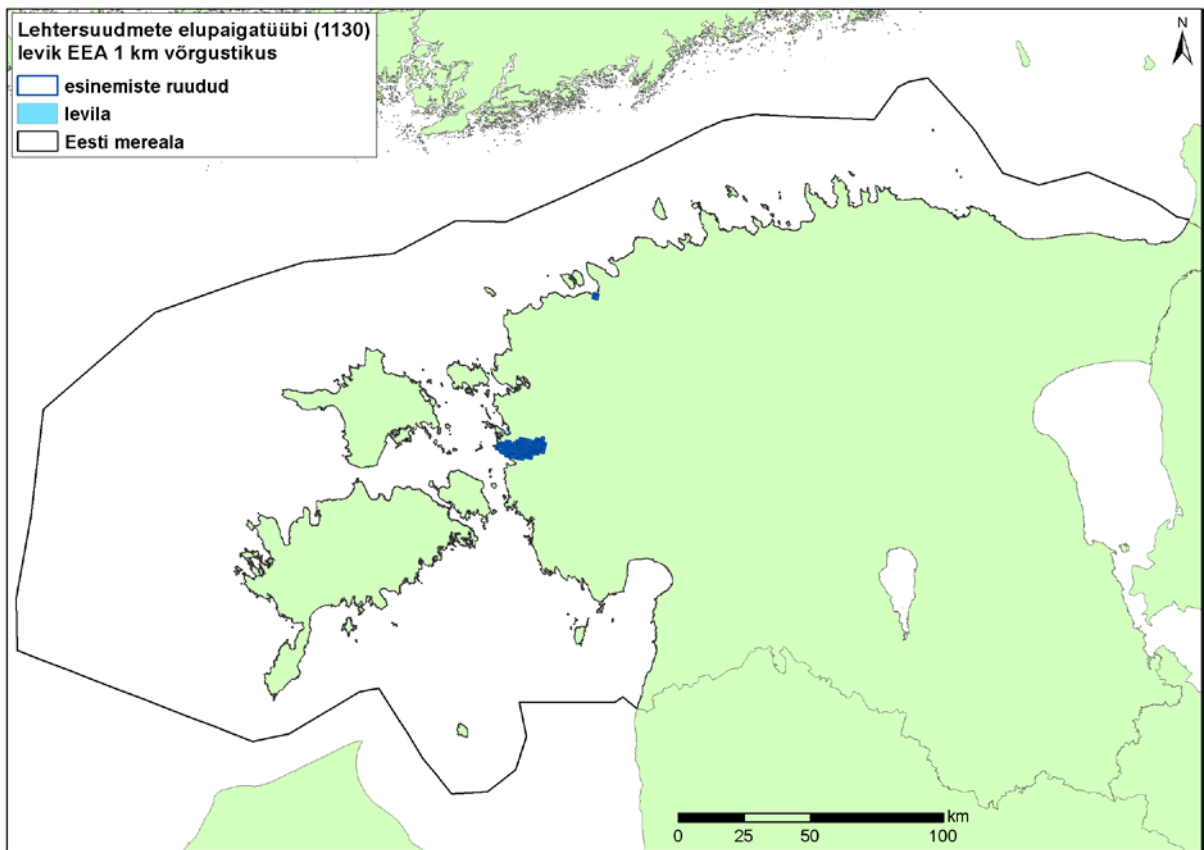 Lehtersuudmete elupaigatüübi (1130)
levik EEA 1 km võrgustikus
esinemiste ruudud
levila
Eesti mereala
N
km
0 25 50 100